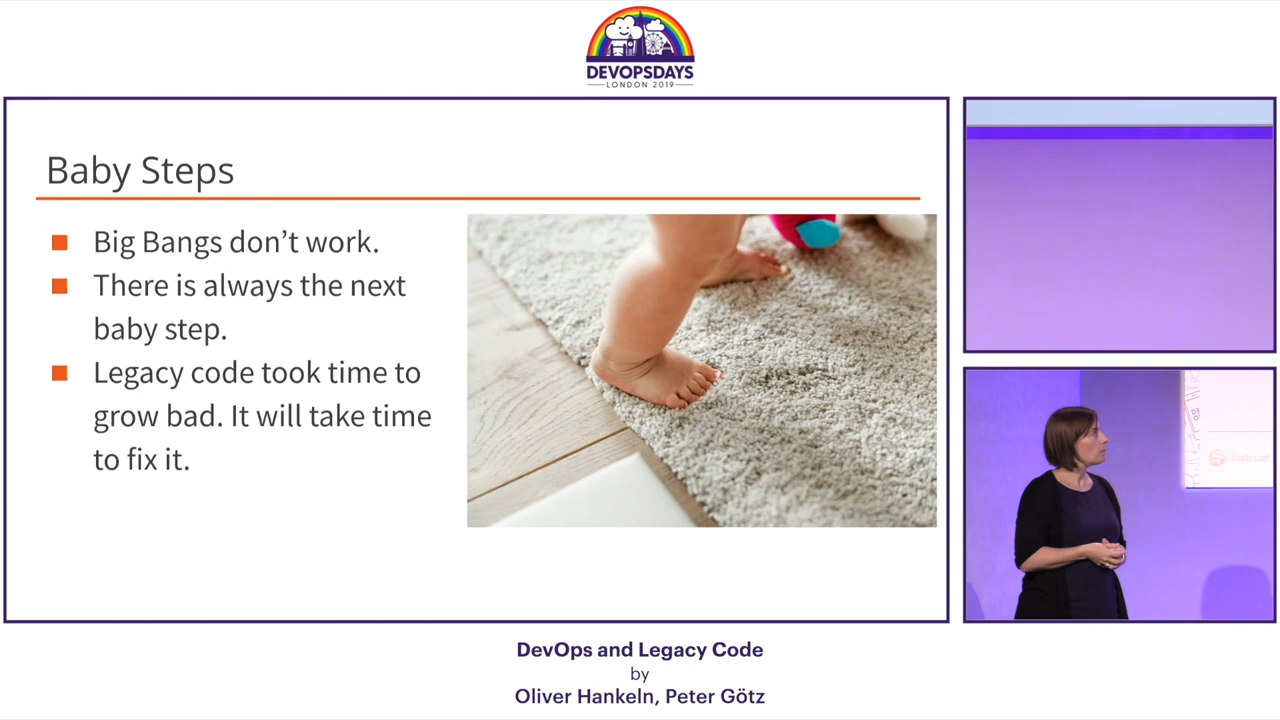 DEVOPSDAYS
LONDON 2019
Baby Steps
Big Bangs don't work.
There is always the next
baby step.
Legacy code took time to
grow bad. It will take time
to fix it.
instruqt
DevOps and Legacy Code
by
Oliver Hankeln, Peter Götz